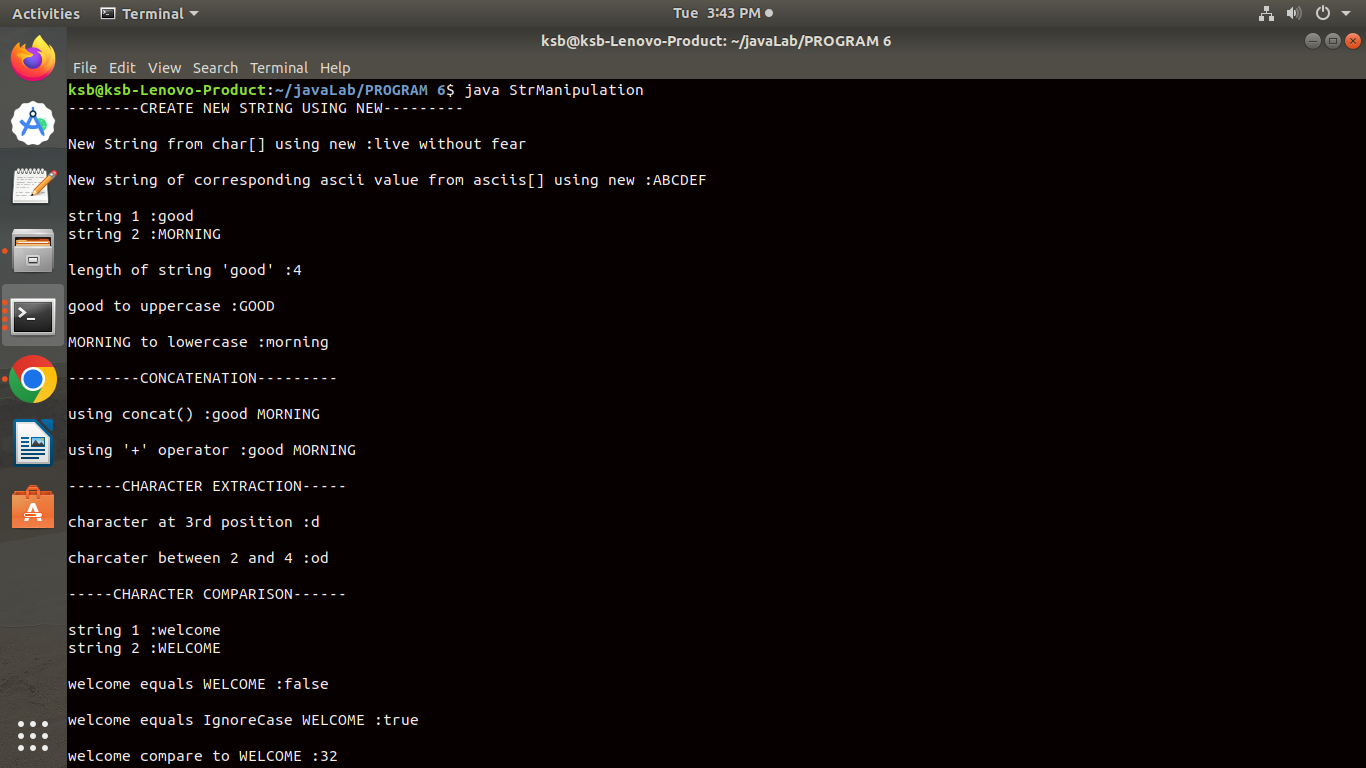 Activities Terminal Tue 3:43 PM
ksb@ksb-Lenovo-Product: ~/javaLab/PROGRAM 6
File Edit View Search Terminal Help
ksb@ksb-Lenovo-Product:~/javaLab/PROGRAM 6$ java StrManipulation
--------CREATE NEW STRING USING NEW---------
New String from char[] using new :live without fear
New string of corresponding ascii value from asciis[] using new :ABCDEF
string 1 :good
string 2 :MORNING
length of string 'good' :4
good to uppercase :GOOD
MORNING to lowercase :morning
--------CONCATENATION---------
using concat() :good MORNING
using '+' operator :good MORNING
------CHARACTER EXTRACTION-----
character at 3rd position :d
charcater between 2 and 4 :od
-----CHARACTER COMPARISON------
string 1 :welcome
string 2 :WELCOME
welcome equals WELCOME :false
welcome equals IgnoreCase WELCOME :true
welcome compare to WELCOME :32